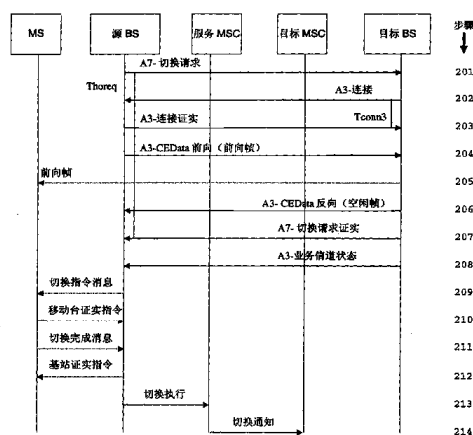 MS
源 BS
服务 MSC
目标 MSC
目标 BS
步骤
A7- 切换请求
201
Thoreq
A3-连接
202
A3-连接证实
Tconn3
203
A3-CEData 前向（前向帧）
204
前向帧
205
A3- CEData 反向（空闲帧）
206
A7- 切换请求证实
207
A3-业务信道状态
208
切换指令消息
209
移动台证实指令
210
切换完成消息
211
基站证实指令
212
切换执行
213
切换通知
214